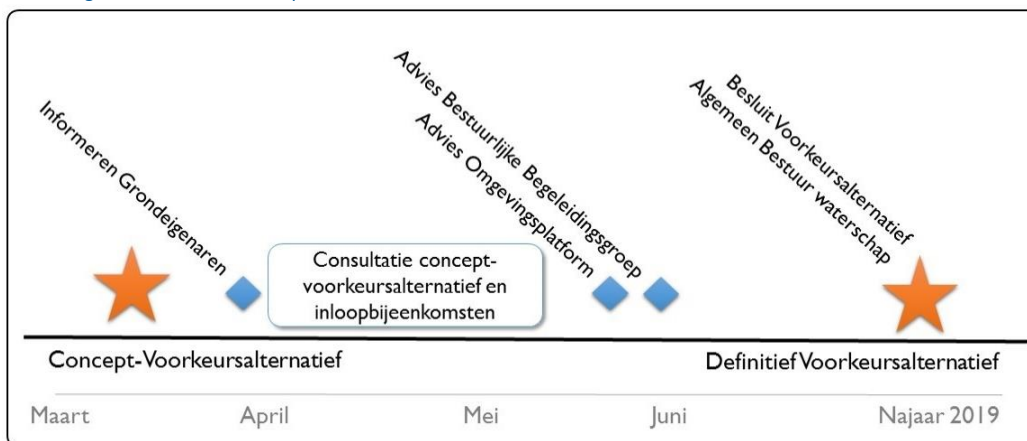 Informeren Grondeigenaren
Consultatie concept-
voorkeursalternatief en
inloopbijeenkomsten
Advies Omgevingsplatform
Advies Bestuurlijke Begeleidingsgroep
Besluit Voorkeursalternatief
Algemeen Bestuur waterschap
Concept-Voorkeursalternatief
Definitief Voorkeursalternatief
Maart
April
Mei
Juni
Najaar 2019